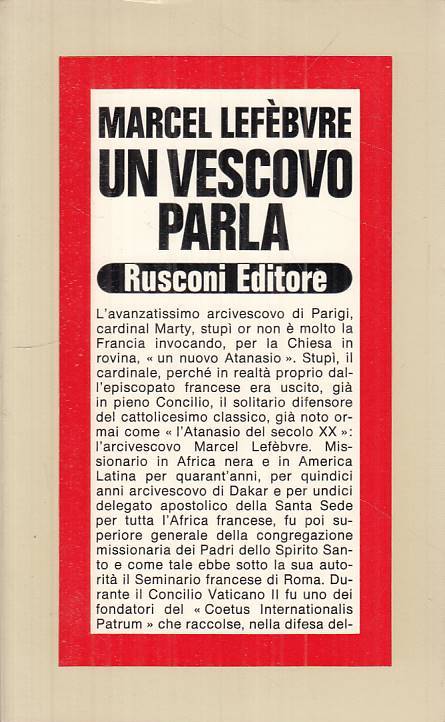 MARCEL LEFÈBVRE
UN VESCOVO
PARLA
Rusconi Editore
L'avanzatissimo arcivescovo di Parigi,
cardinal Marty, stupì or non è molto la
Francia invocando, per la Chiesa in
rovina, « un nuovo Atanasio ». Stupì, il
cardinale, perché in realtà proprio dal-
l'episcopato francese era uscito, già
in pieno Concilio, il solitario difensore
del cattolicesimo classico, già noto or-
mai come « l'Atanasio del secolo XX »:
l'arcivescovo Marcel Lefèbvre. Mis-
sionario in Africa nera e in America
Latina per quarant'anni, per quindici
anni arcivescovo di Dakar e per undici
delegato apostolico della Santa Sede
per tutta l'Africa francese, fu poi su-
periore generale della congregazione
missionaria dei Padri dello Spirito San-
to e come tale ebbe sotto la sua auto-
rità il Seminario francese di Roma. Du-
rante il Concilio Vaticano II fu uno dei
fondatori del « Coetus Internationalis
Patrum » che raccolse, nella difesa del-